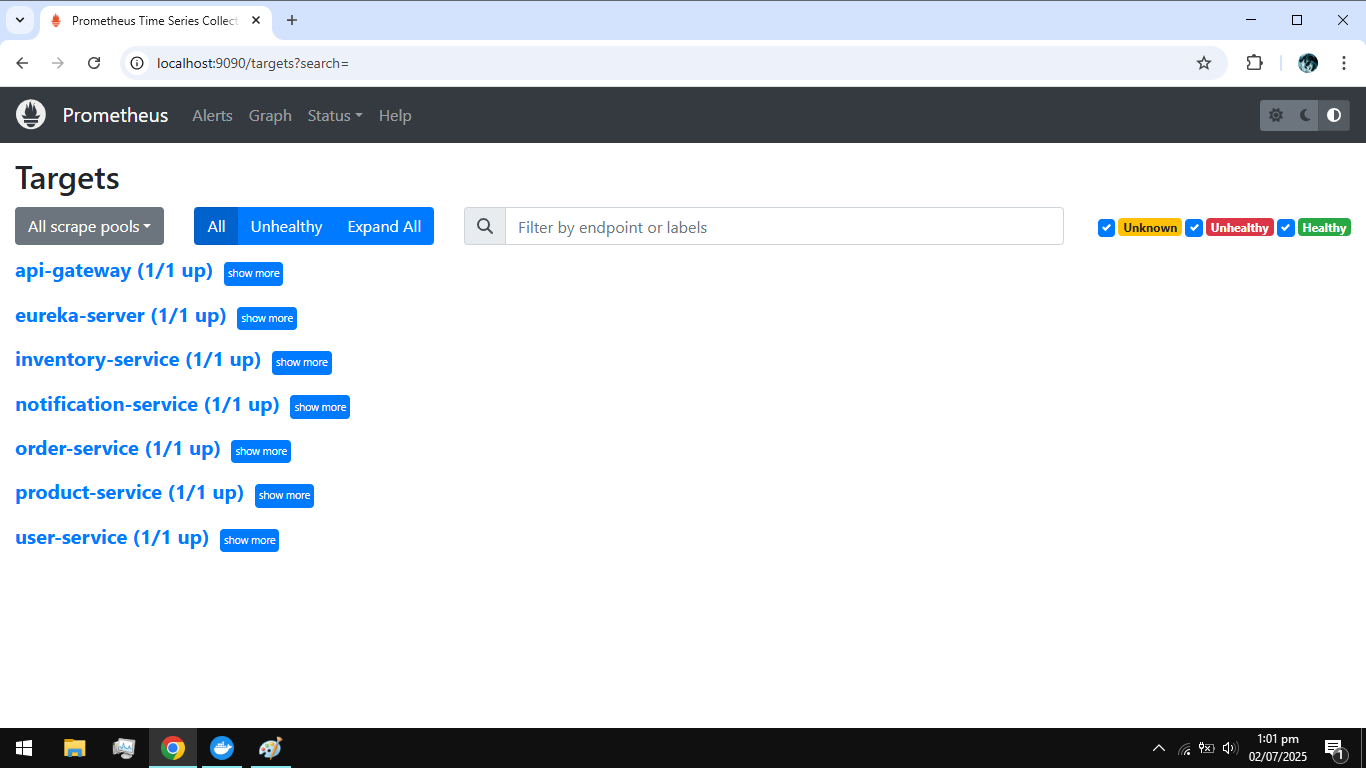 Prometheus Time Series Collect
localhost:9090/targets?search=
Prometheus Alerts Graph Status Help
Targets
All scrape pools All Unhealthy Expand All Filter by endpoint or labels Unknown Unhealthy Healthy
api-gateway (1/1 up) show more
eureka-server (1/1 up) show more
inventory-service (1/1 up) show more
notification-service (1/1 up) show more
order-service (1/1 up) show more
product-service (1/1 up) show more
user-service (1/1 up) show more
1:01 pm
02/07/2025
1